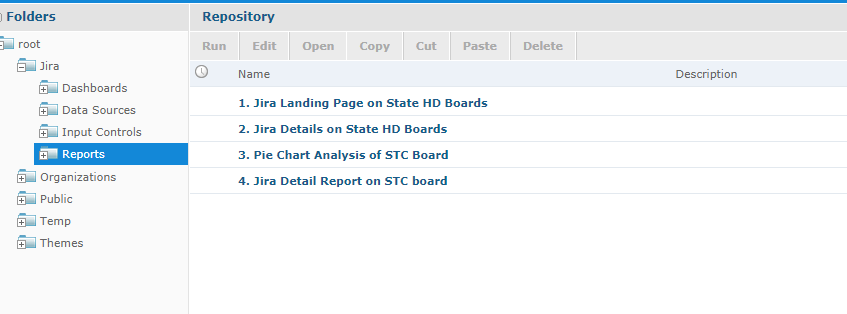 Folders
root
Jira
Dashboards
Data Sources
Input Controls
Reports
Organizations
Public
Temp
Themes
Repository
Run Edit Open Copy Cut Paste Delete
Name Description
1. Jira Landing Page on State HD Boards
2. Jira Details on State HD Boards
3. Pie Chart Analysis of STC Board
4. Jira Detail Report on STC board